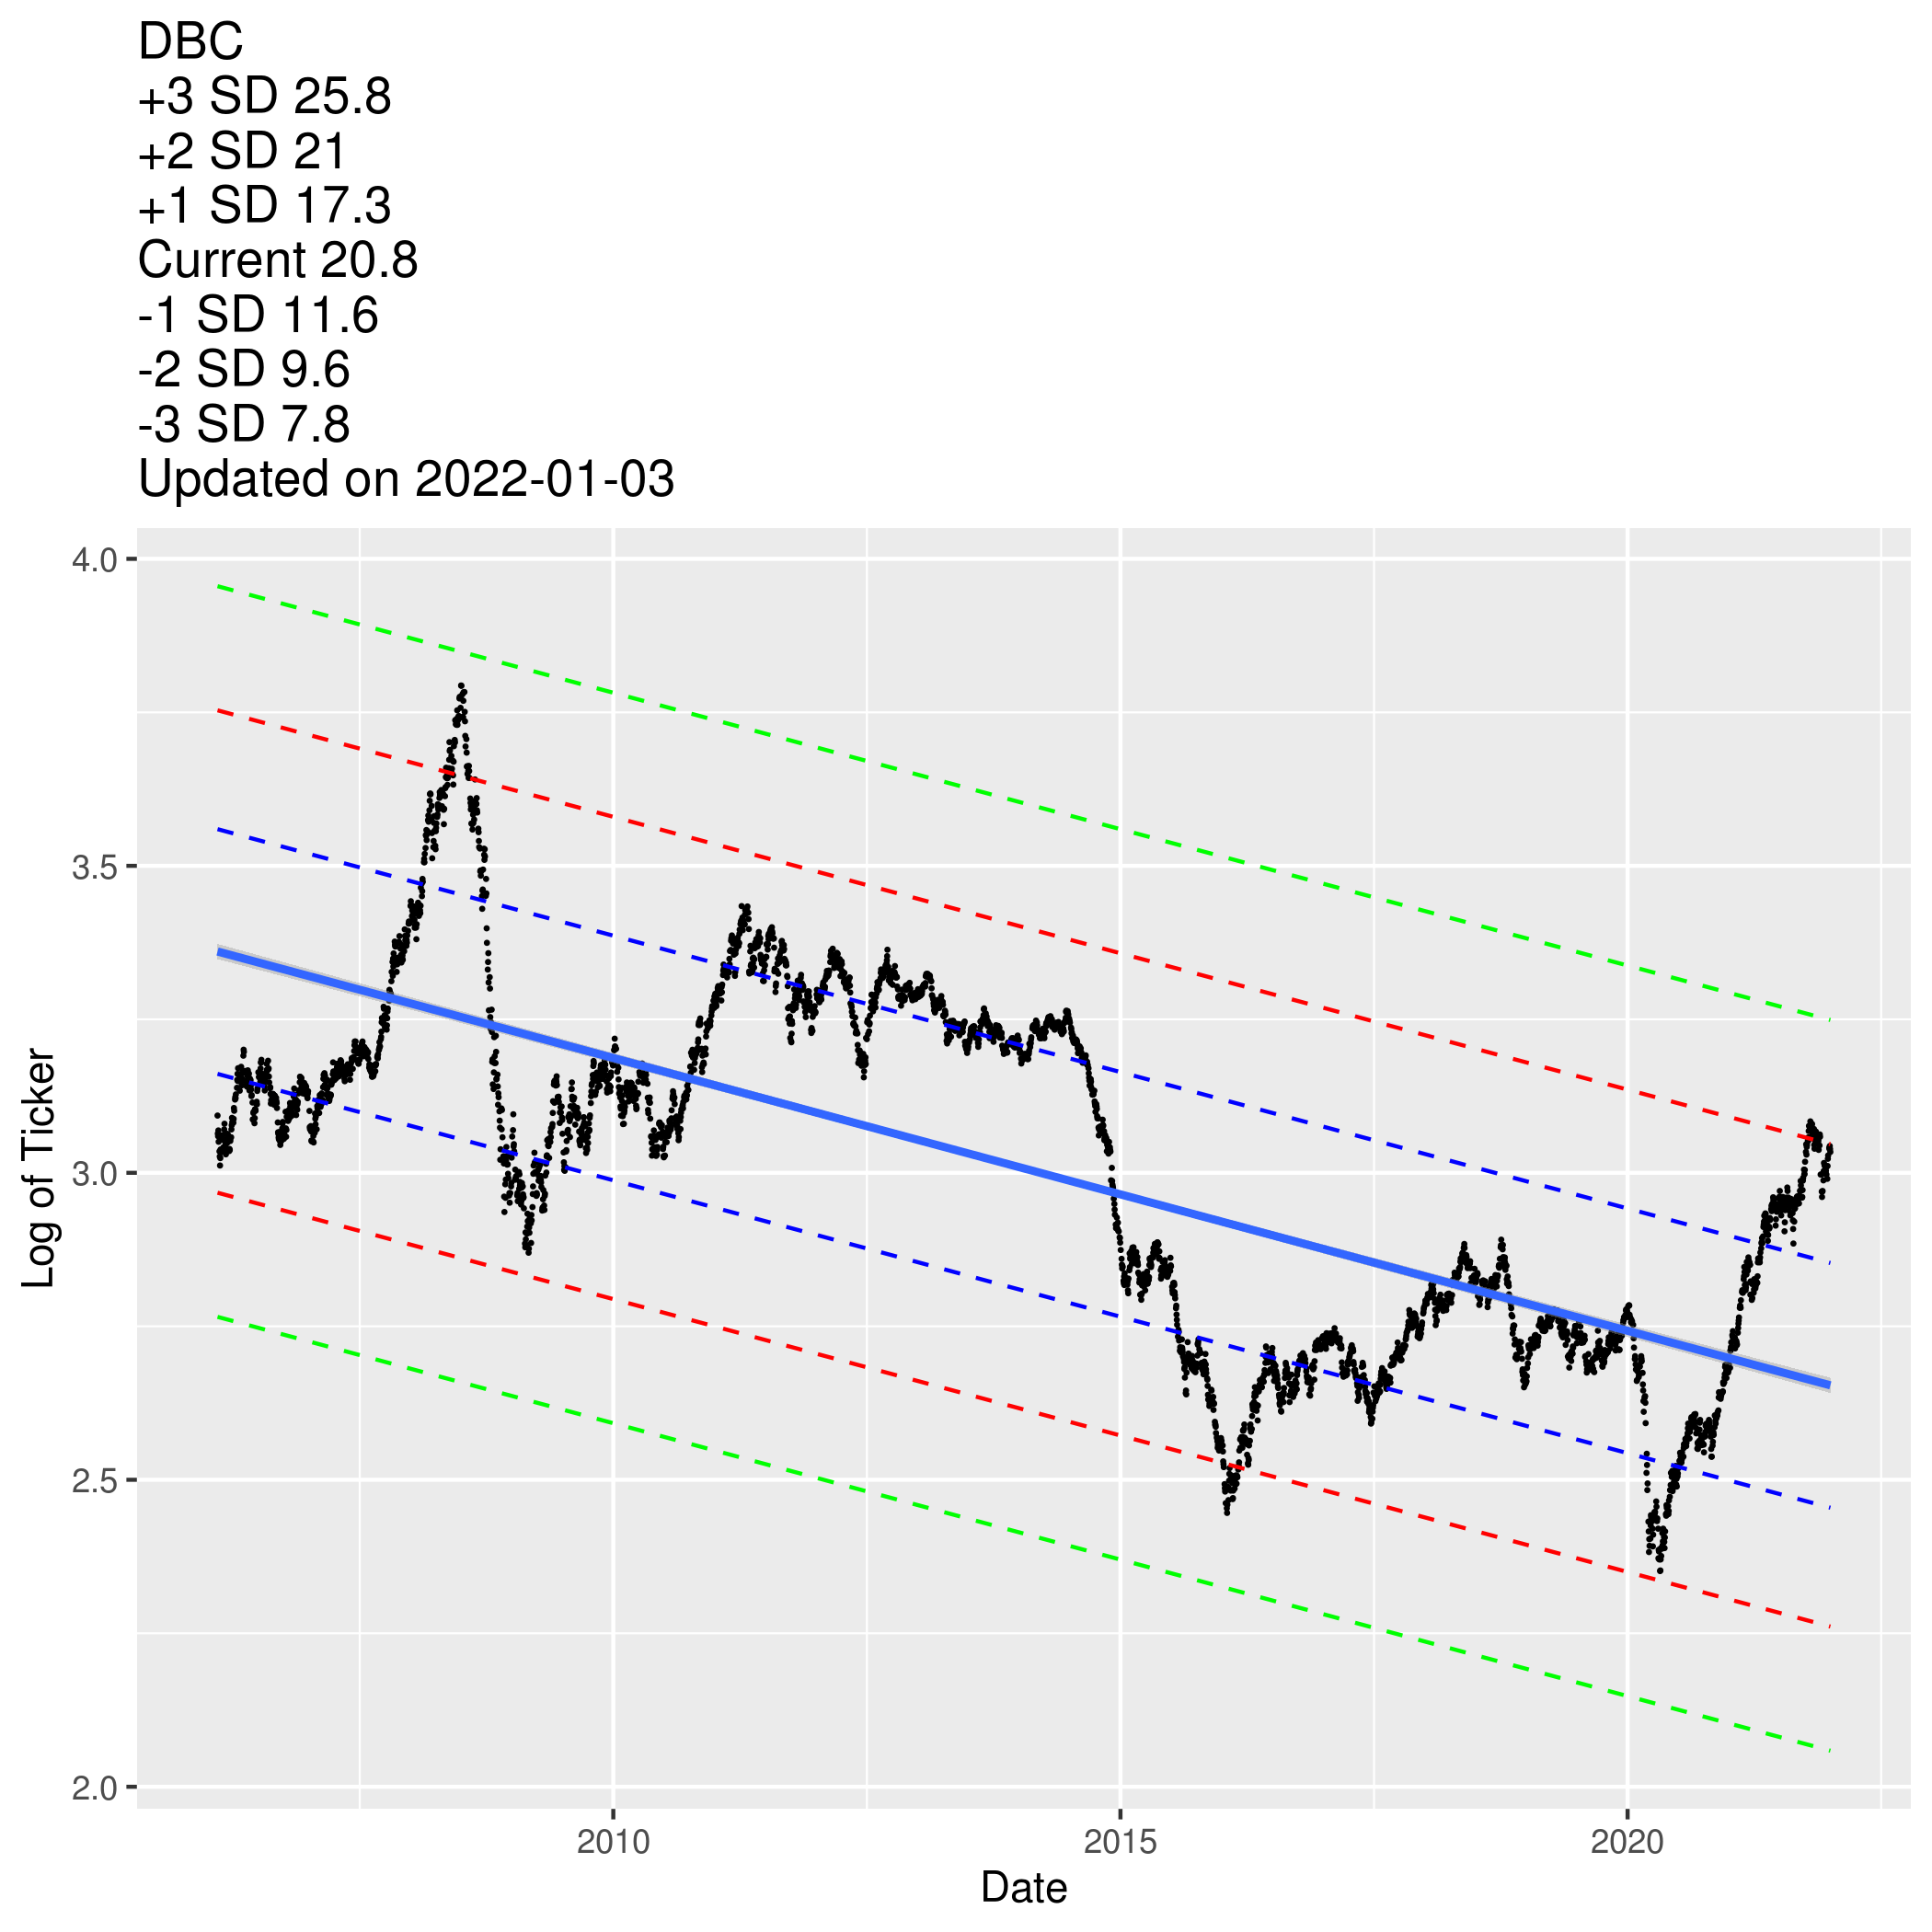 DBC
+3 SD 25.8
+2 SD 21
+1 SD 17.3
Current 20.8
-1 SD 11.6
-2 SD 9.6
-3 SD 7.8
Updated on 2022-01-03
4.0
3.5
3.0
2.5
2.0
Log of Ticker
2010 2015 2020
Date